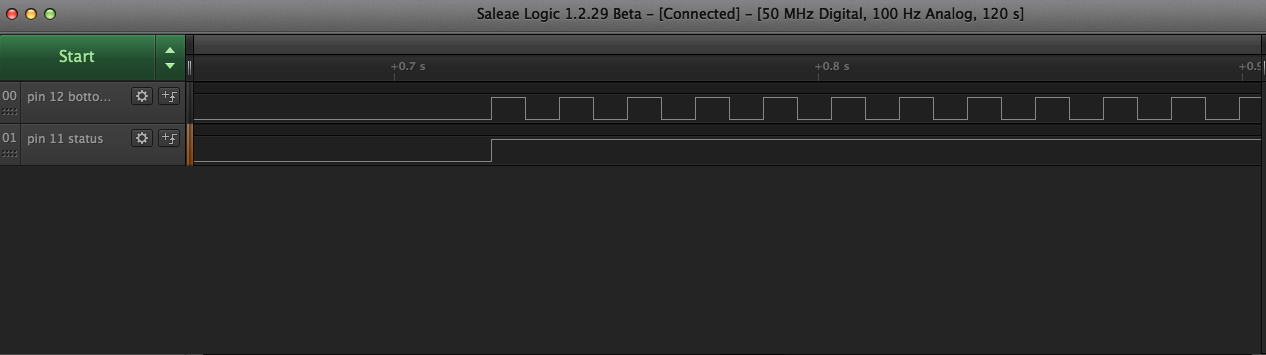 Saleae Logic 1.2.29 Beta – [Connected] – [50 MHz Digital, 100 Hz Analog, 120 s]
Start
+0.7 s
+0.8 s
+0.9
00
pin 12 botto...
01
pin 11 status